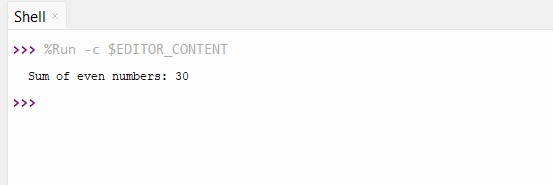 Shell ×
>>> %Run -c $EDITOR_CONTENT
Sum of even numbers: 30
>>>